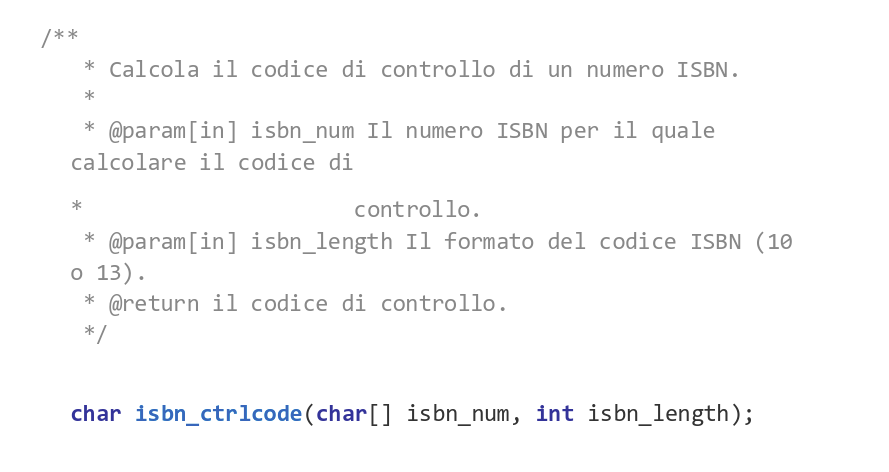 /**
* Calcola il codice di controllo di un numero ISBN.
*
* @param[in] isbn_num Il numero ISBN per il quale
calcolare il codice di
* controllo.
* @param[in] isbn_length Il formato del codice ISBN (10
o 13).
* @return il codice di controllo.
*/
char isbn_ctrlcode(char[] isbn_num, int isbn_length);